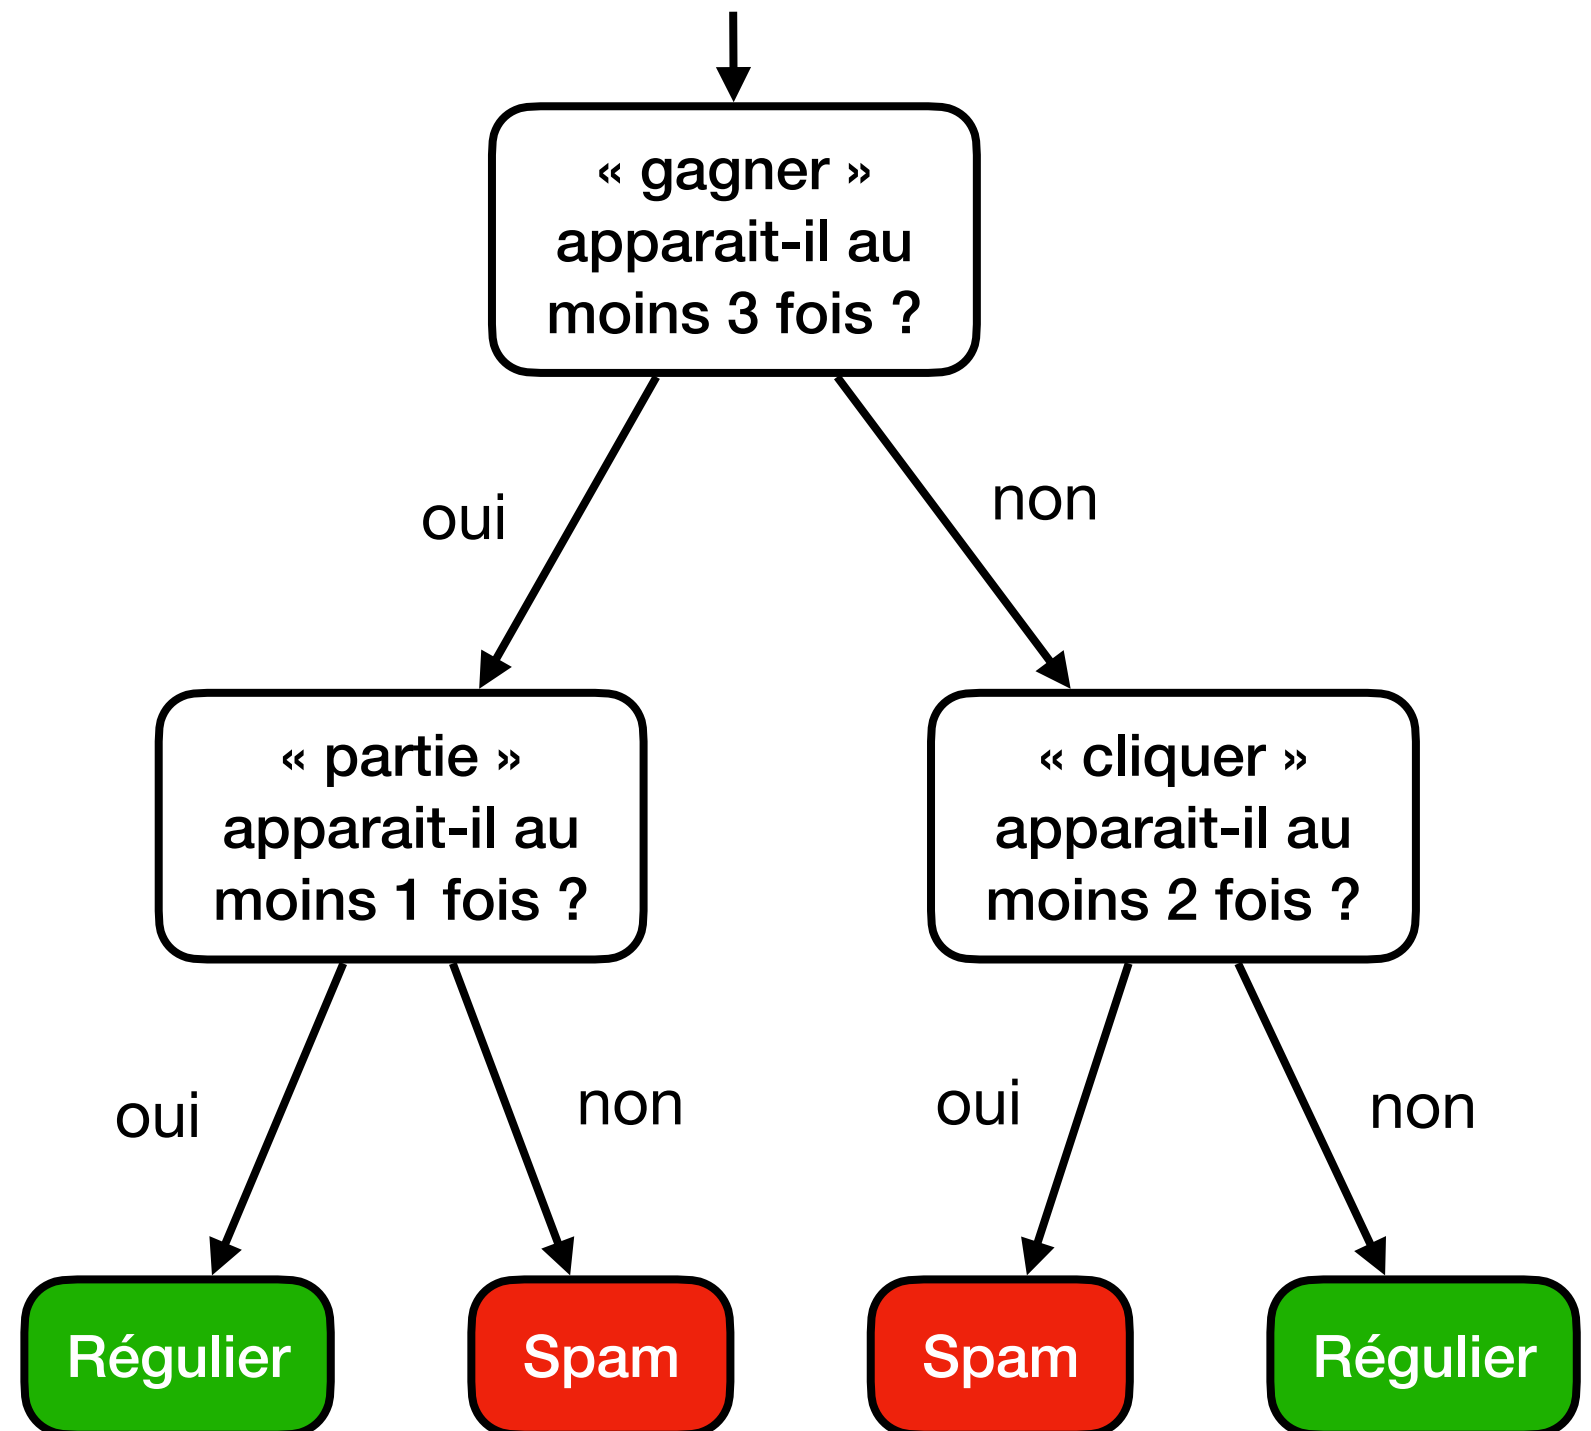 « gagner »
apparait-il au
moins 3 fois ?
oui
non
« partie »
apparait-il au
moins 1 fois ?
« cliquer »
apparait-il au
moins 2 fois ?
oui
non
oui
non
Régulier
Spam
Spam
Régulier